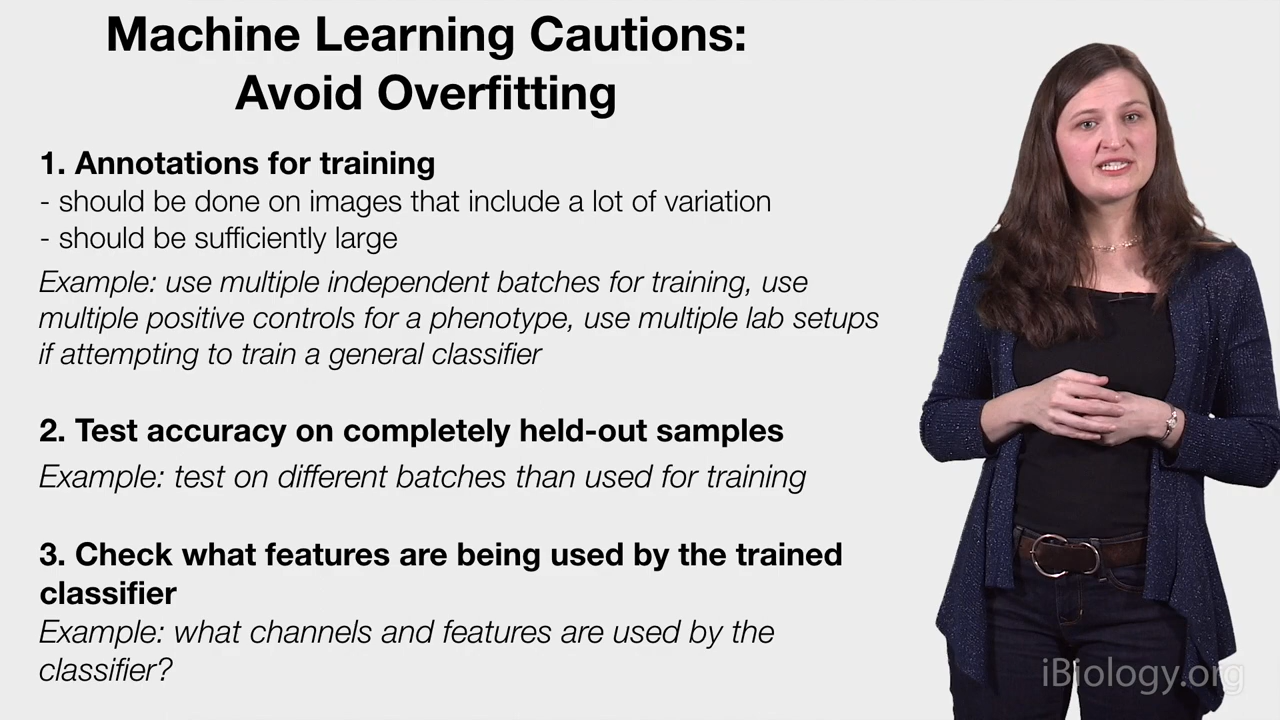 Machine Learning Cautions:
Avoid Overfitting
1. Annotations for training
- should be done on images that include a lot of variation
- should be sufficiently large
Example: use multiple independent batches for training, use
multiple positive controls for a phenotype, use multiple lab setups
if attempting to train a general classifier
2. Test accuracy on completely held-out samples
Example: test on different batches than used for training
3. Check what features are being used by the trained
classifier
Example: what channels and features are used by the
classifier?
iBiology.org